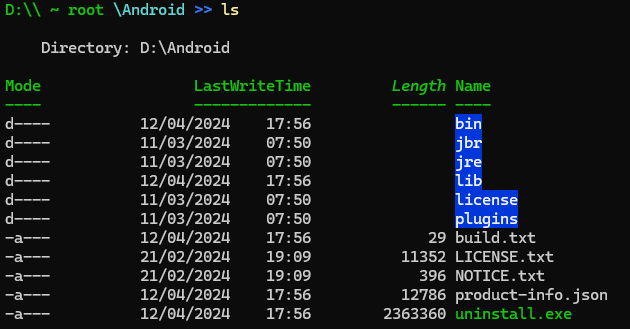 D:\\ ~ root \Android >> ls
Directory: D:\Android
Mode LastWriteTime Length Name
---- ------------- ------ ----
d---- 12/04/2024 17:56 bin
d---- 11/03/2024 07:50 jbr
d---- 11/03/2024 07:50 jre
d---- 12/04/2024 17:56 lib
d---- 11/03/2024 07:50 license
d---- 11/03/2024 07:50 plugins
-a--- 12/04/2024 17:56 29 build.txt
-a--- 21/02/2024 19:09 11352 LICENSE.txt
-a--- 21/02/2024 19:09 396 NOTICE.txt
-a--- 12/04/2024 17:56 12786 product-info.json
-a--- 12/04/2024 17:56 2363360 uninstall.exe